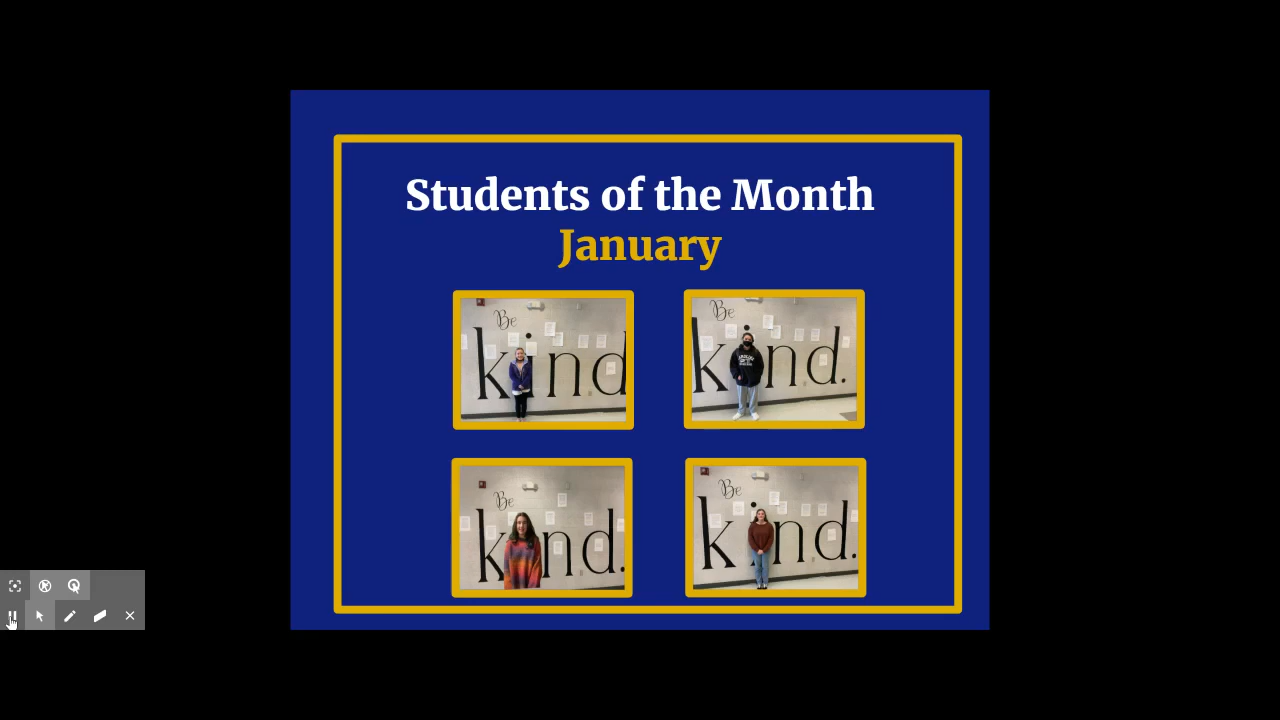 Students of the Month
January
Be
kind
Be
kind.
Be
kind.
Be
kind.